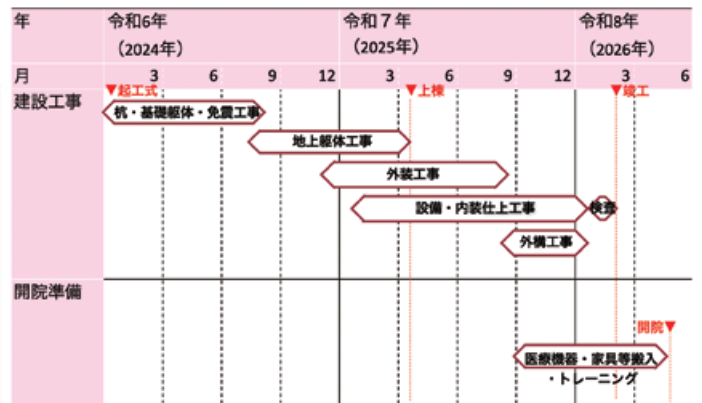 年 令和6年 令和７年 令和8年
（2024年） （2025年） （2026年）
月 3 6 9 12 3 6 9 12 3 6
▼起工式 ▼上棟 ▼竣工
建設工事
杭・基礎躯体・免震工事
地上躯体工事
外装工事
設備・内装仕上工事 検査
外構工事
開院準備
開院▼
医療機器・家具等搬入
・トレーニング